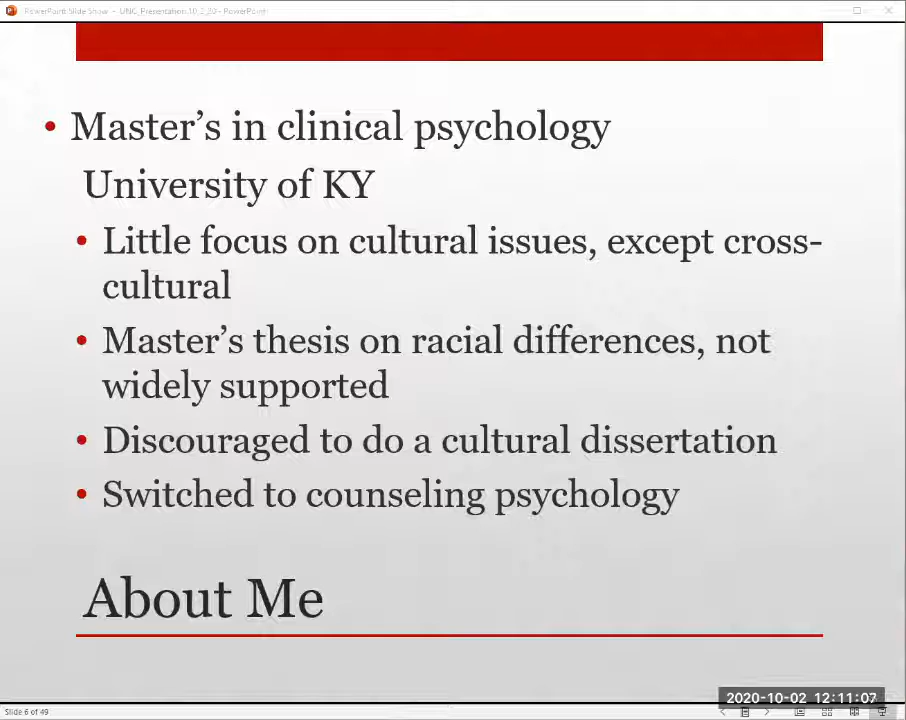 PowerPoint Slide Show - UNC_Presentation 10_2_20 - PowerPoint
• Master's in clinical psychology
University of KY
• Little focus on cultural issues, except cross-
cultural
• Master's thesis on racial differences, not
widely supported
• Discouraged to do a cultural dissertation
• Switched to counseling psychology
About Me
2020-10-02 12:11:07
Slide 6 of 49